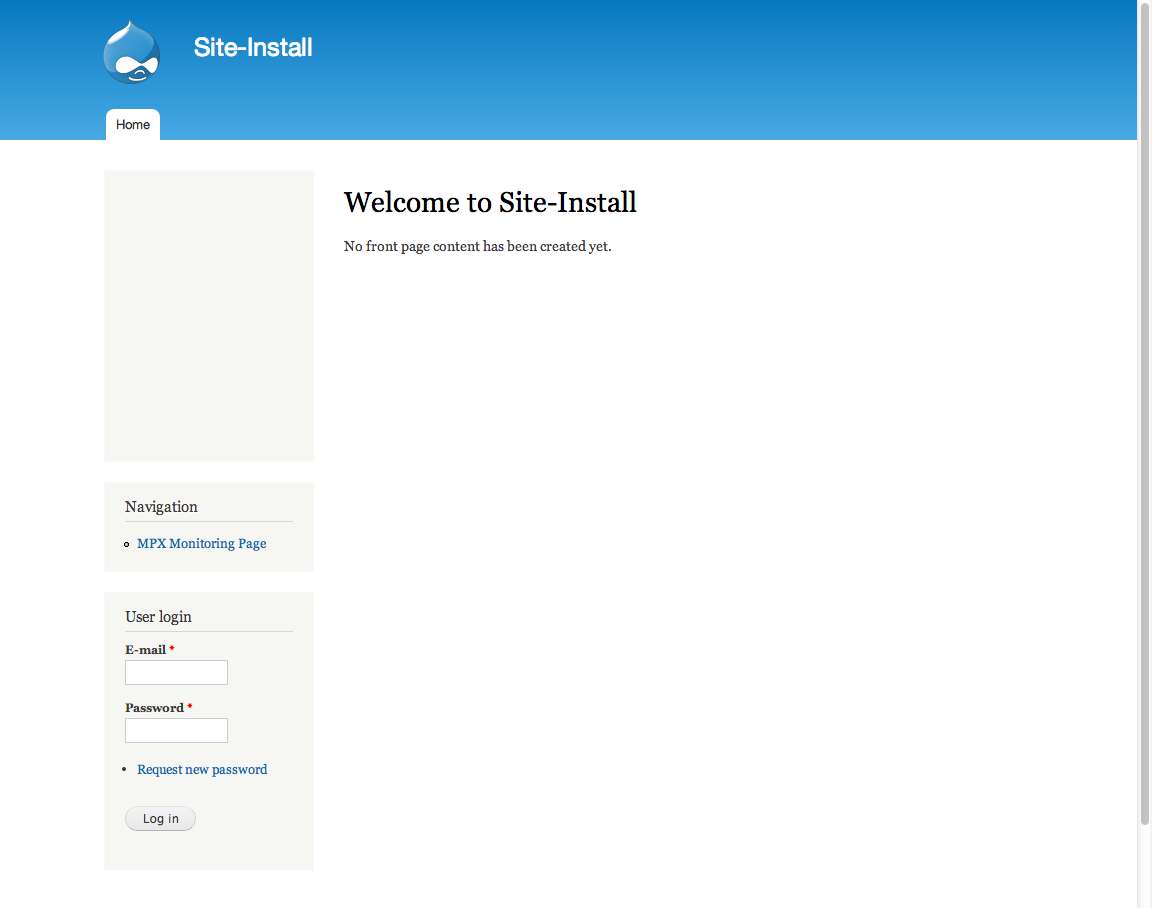 Site-Install
Home
Welcome to Site-Install
No front page content has been created yet.
Navigation
MPX Monitoring Page
User login
E-mail *
Password *
Request new password
Log in